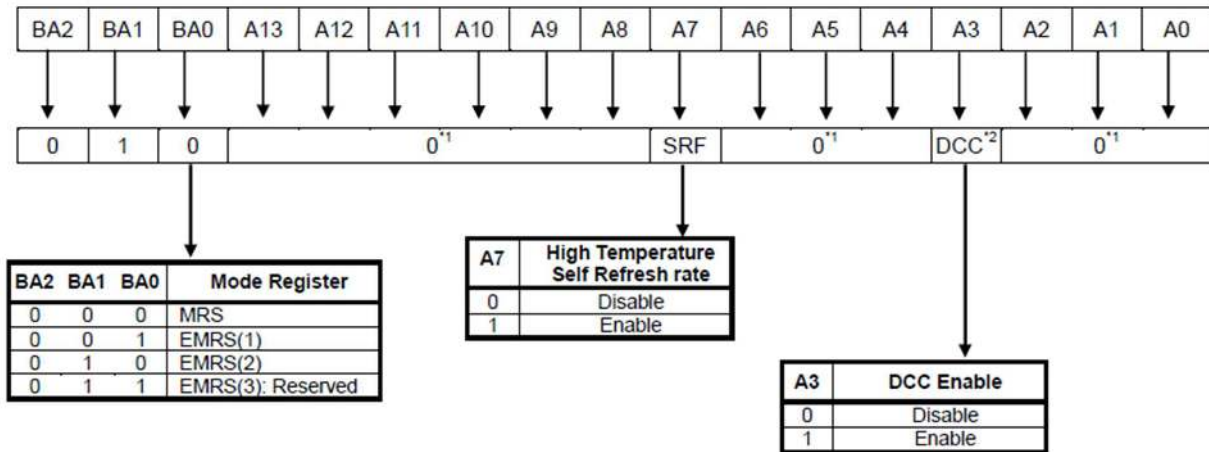 BA2 BA1 BA0 A13 A12 A11 A10 A9 A8 A7 A6 A5 A4 A3 A2 A1 A0
0 1 0 0*1 SRF 0*1 DCC*2 0*1
BA2 BA1 BA0 Mode Register
0 0 0 MRS
0 0 1 EMRS(1)
0 1 0 EMRS(2)
0 1 1 EMRS(3): Reserved
A7 High Temperature
Self Refresh rate
0 Disable
1 Enable
A3 DCC Enable
0 Disable
1 Enable